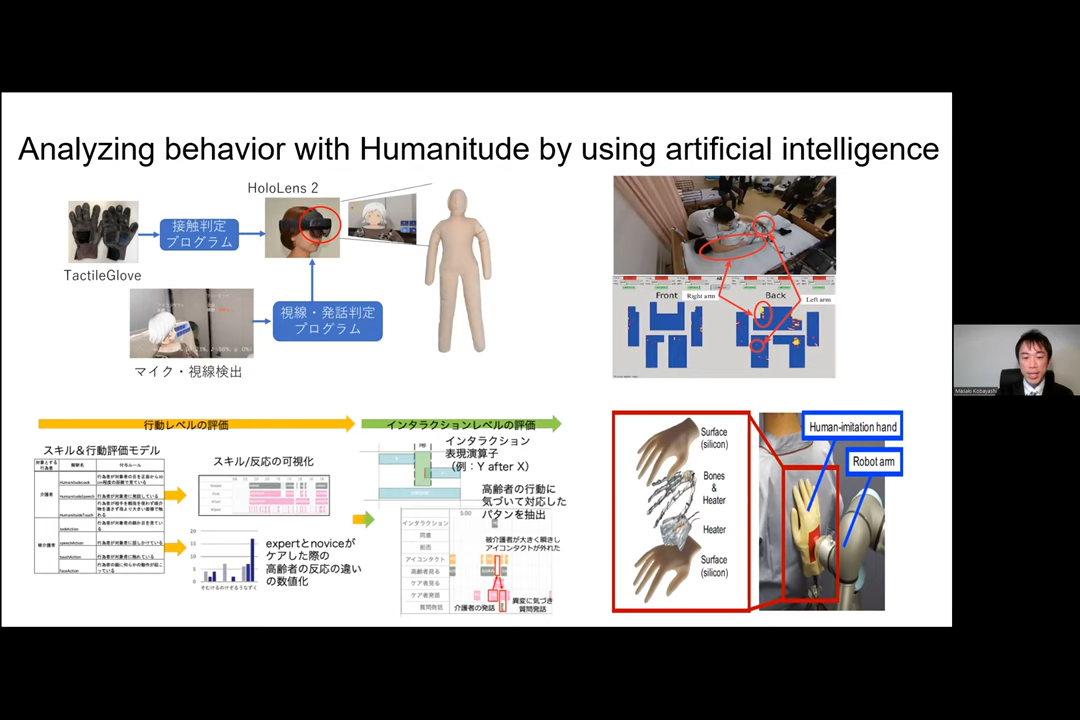 Analyzing behavior with Humanitude by using artificial intelligence
HoloLens 2
接触判定
プログラム
TactileGlove
視線・発話判定
プログラム
マイク・視線検出
Front
Right arm
Back
Left arm
行動レベルの評価
インタラクションレベルの評価
スキル&行動評価モデル
スキル/反応の可視化
インタラクション
表現演算子
(例:Y after X)
高齢者の行動に
気づいて対応した
パタンを抽出
expertとnoviceが
ケアした際の
高齢者の反応の違い
の数値化
インタラクション
同意
拒否
アイコンタクト
高齢者見る
ケア者見る
ケア者発話
質問発話
被介護者が大きく瞬きし
アイコンタクトが外れた
介護者の発話
異変に気づき
質問発話
Surface
(silicon)
Bones
&
Heater
Heater
Surface
(silicon)
Human-imitation hand
Robot arm
Masaki Kobayashi